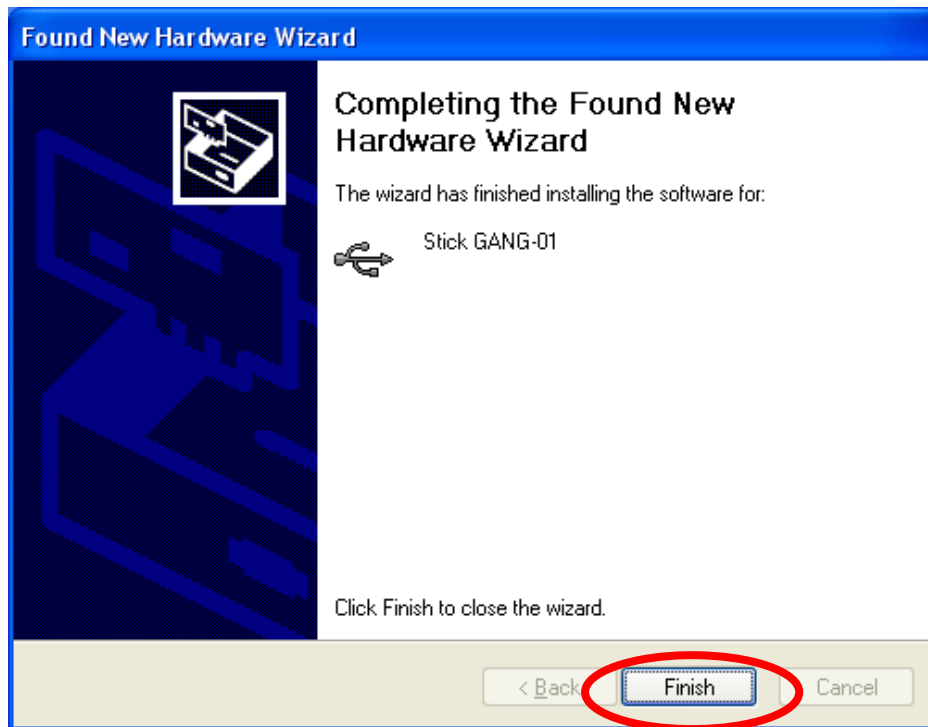 Found New Hardware Wizard
Completing the Found New
Hardware Wizard
The wizard has finished installing the software for:
Stick GANG-01
Click Finish to close the wizard.
< Back
Finish
Cancel